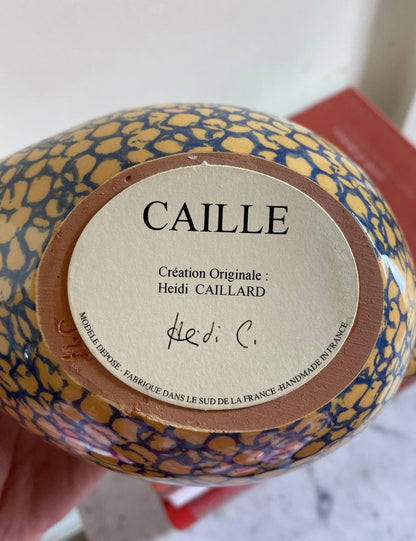 CAILLE
Création Originale :
Heidi CAILLARD
Heidi C.
MODELE DEPOSE - FABRIQUE DANS LE SUD DE LA FRANCE - HANDMADE IN FRANCE